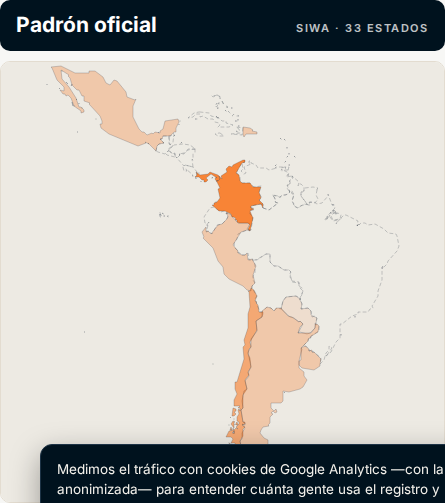 Padrón oficial
SIWA · 33 ESTADOS
Medimos el tráfico con cookies de Google Analytics —con la
anonimizada— para entender cuánta gente usa el registro y